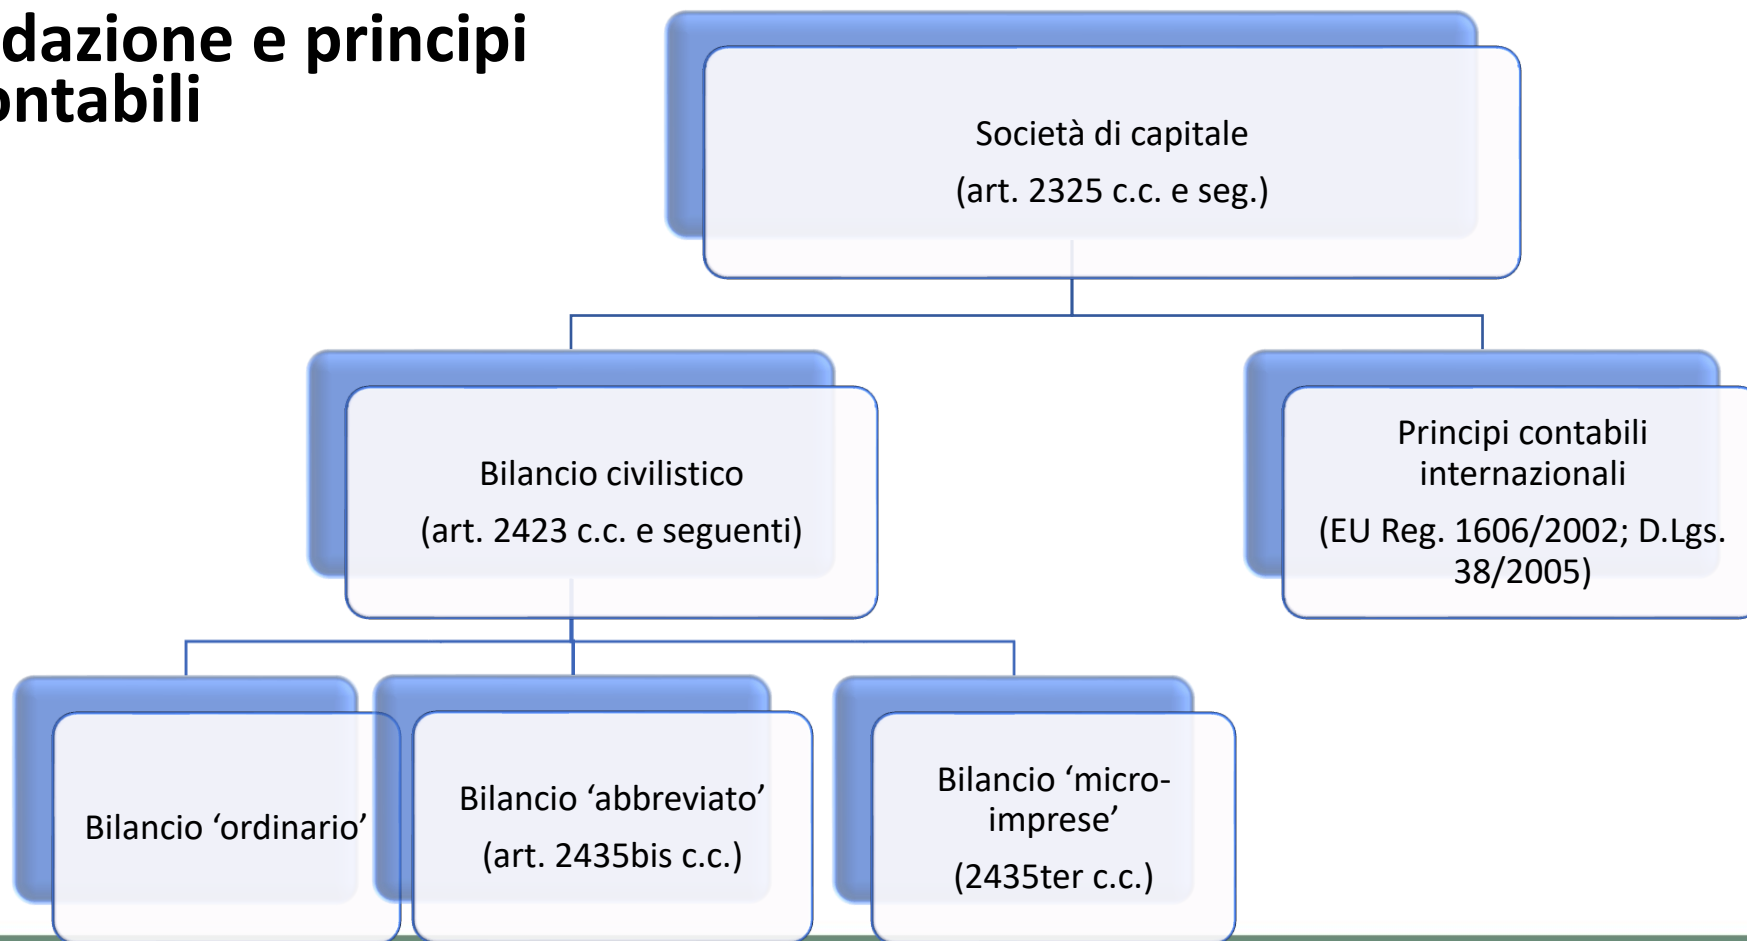 dazione e principi
ontabili
Società di capitale
(art. 2325 c.c. e seg.)
Bilancio civilistico
(art. 2423 c.c. e seguenti)
Principi contabili
internazionali
(EU Reg. 1606/2002; D.Lgs.
38/2005)
Bilancio ‘ordinario’
Bilancio ‘abbreviato’
(art. 2435bis c.c.)
Bilancio ‘micro-
imprese’
(2435ter c.c.)